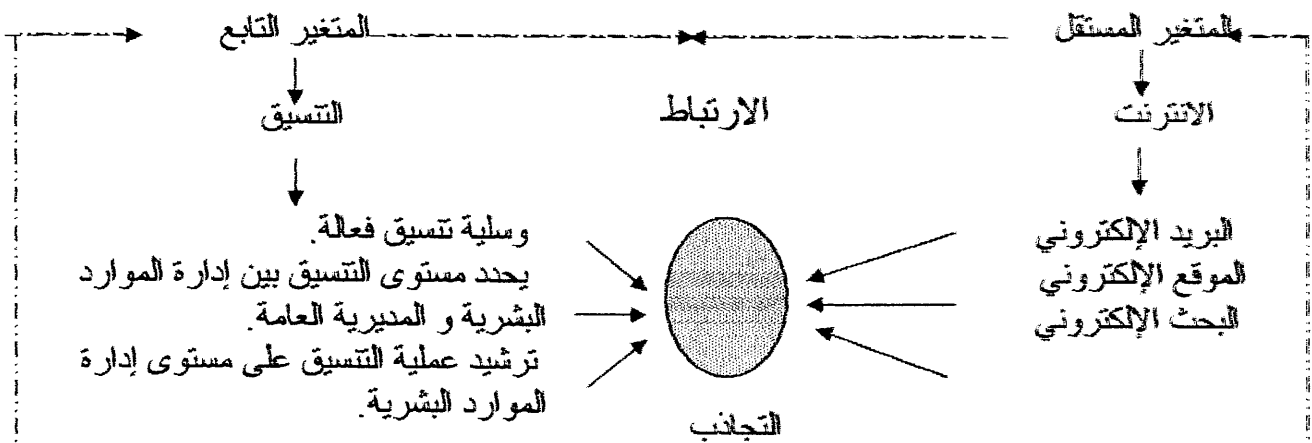 المتغير المستقل
المتغير التابع
الانترنت
الارتباط
التنسيق
البريد الإلكتروني
الموقع الإلكتروني
البحث الإلكتروني
وسلية تنسيق فعالة.
يحدد مستوى التنسيق بين إدارة الموارد
البشرية و المديرية العامة.
ترشيد عملية التنسيق على مستوى إدارة
الموارد البشرية.
التجاذب